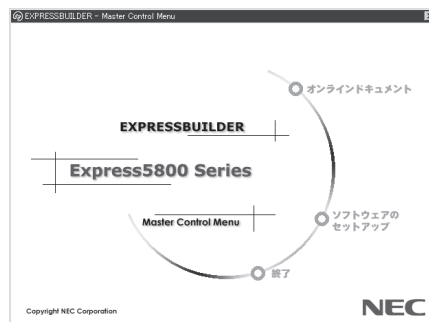 EXPRESSBUILDER - Master Control Menu
オンラインドキュメント
EXPRESSBUILDER
Express5800 Series
Master Control Menu
ソフトウェアの
セットアップ
終了
Copyright NEC Corporation
NEC